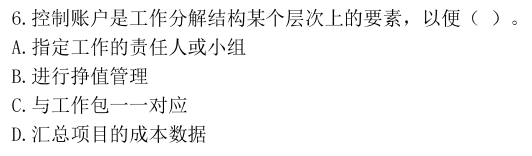 6.控制账户是工作分解结构某个层次上的要素，以便（ ）。
A.指定工作的责任人或小组
B.进行挣值管理
C.与工作包一一对应
D.汇总项目的成本数据